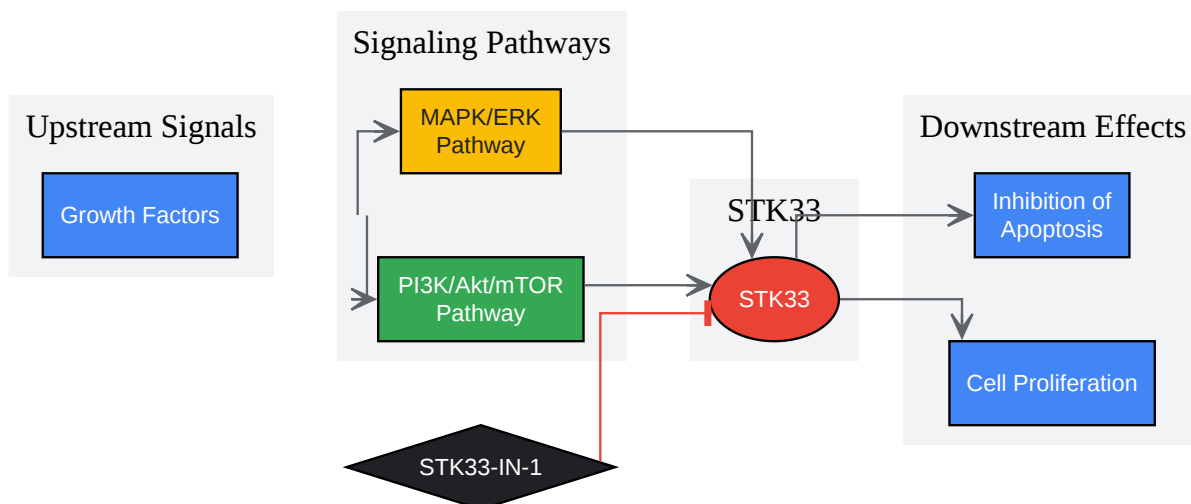 Upstream Signals
Growth Factors
Signaling Pathways
MAPK/ERK
Pathway
PI3K/Akt/mTOR
Pathway
STK33
STK33
STK33-IN-1
Downstream Effects
Inhibition of
Apoptosis
Cell Proliferation